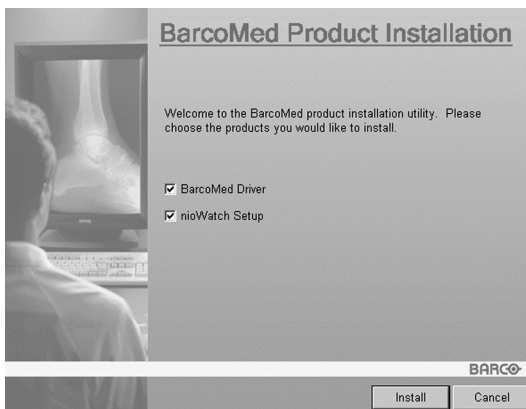 BarcoMed Product Installation
Welcome to the BarcoMed product installation utility. Please
choose the products you would like to install.
BarcoMed Driver
nioWatch Setup
BARCO
Install
Cancel